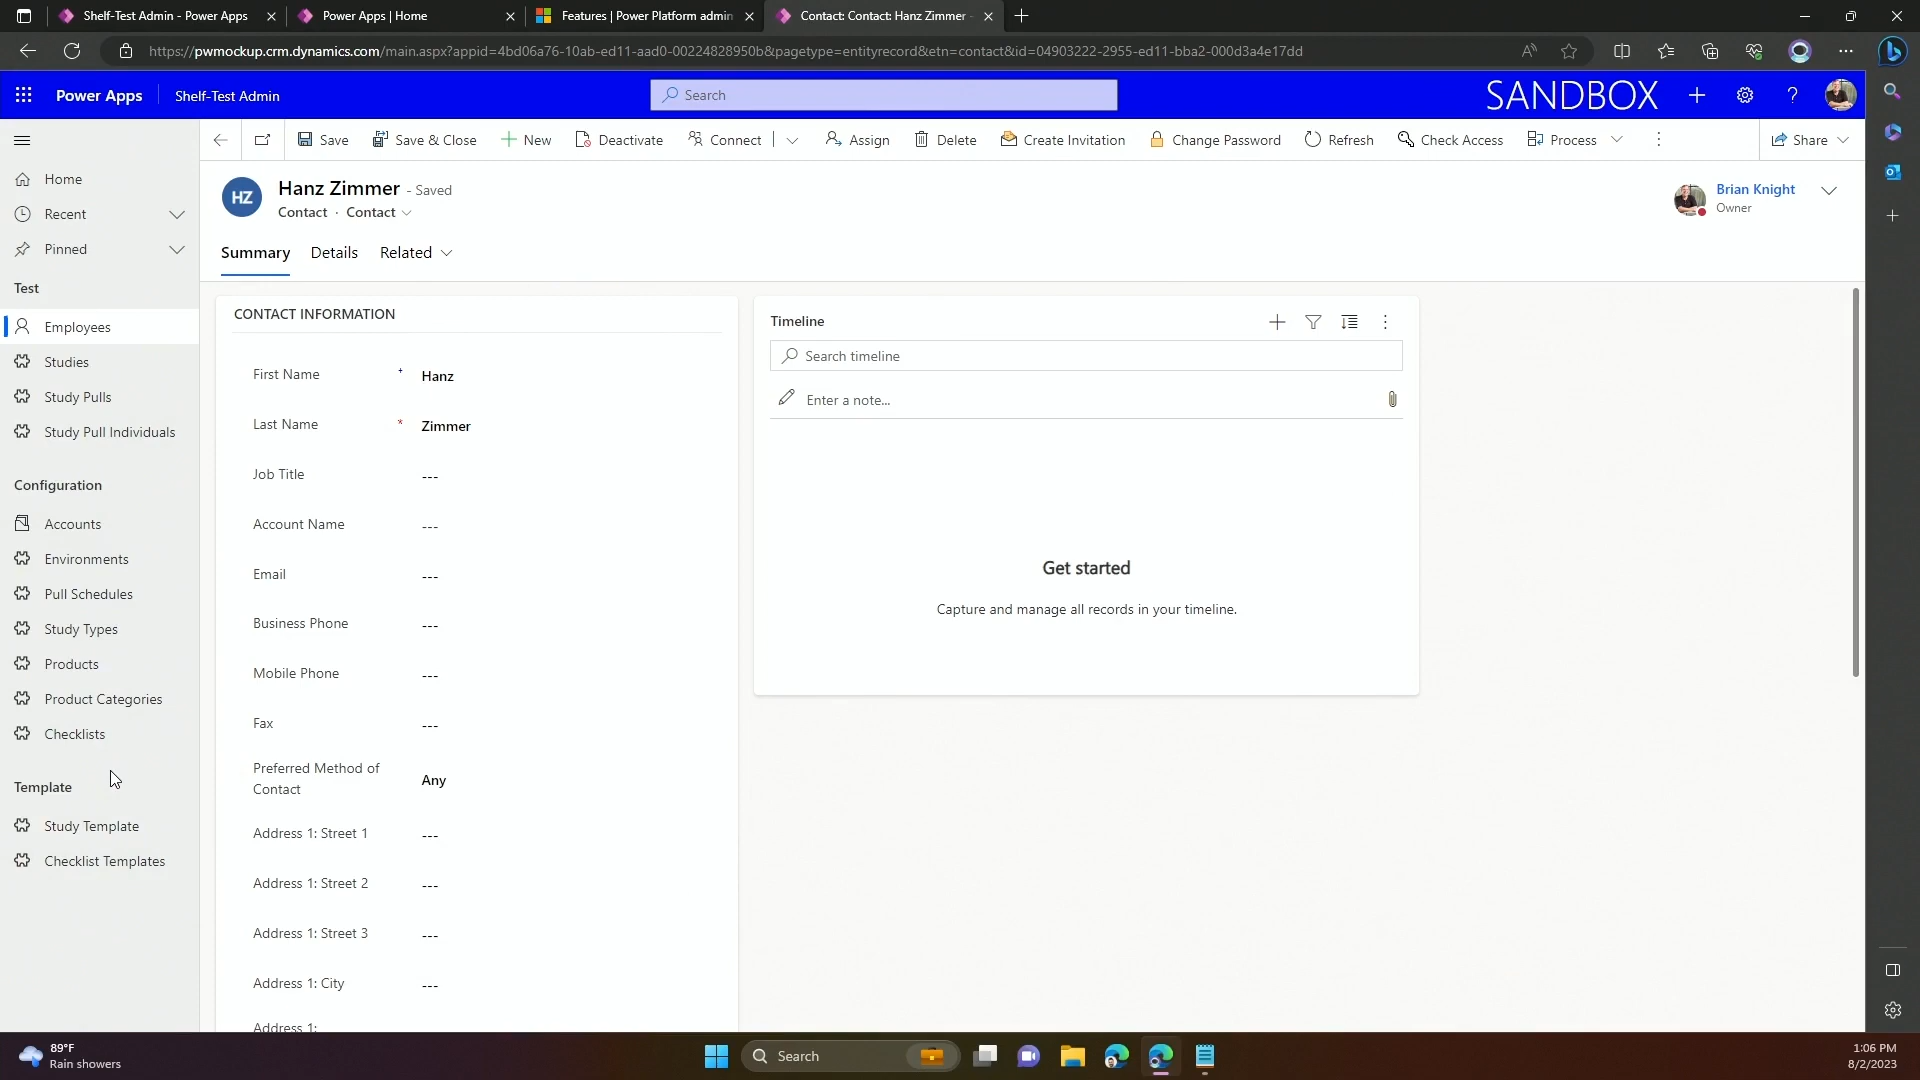 Shelf-Test Admin - Power Apps
Power Apps | Home
Features | Power Platform admin
Contact: Contact: Hanz Zimmer -
https://pwmockup.crm.dynamics.com/main.aspx?appid=4bd06a76-10ab-ed11-aad0-00224828950b&pagetype=entityrecord&etn=contact&id=04903222-2955-ed11-bba2-000d3a4e17dd
Power Apps
Shelf-Test Admin
Search
SANDBOX
Save
Save & Close
New
Deactivate
Connect
Assign
Delete
Create Invitation
Change Password
Refresh
Check Access
Process
Share
HZ
Hanz Zimmer - Saved
Contact · Contact
Brian Knight
Owner
Summary
Details
Related
Home
Recent
Pinned
Test
Employees
Studies
Study Pulls
Study Pull Individuals
Configuration
Accounts
Environments
Pull Schedules
Study Types
Products
Product Categories
Checklists
Template
Study Template
Checklist Templates
CONTACT INFORMATION
First Name + Hanz
Last Name * Zimmer
Job Title ---
Account Name ---
Email ---
Business Phone ---
Mobile Phone ---
Fax ---
Preferred Method of
Contact
Any
Address 1: Street 1 ---
Address 1: Street 2 ---
Address 1: Street 3 ---
Address 1: City ---
Address 1:
Timeline
Search timeline
Enter a note...
Get started
Capture and manage all records in your timeline.
89°F
Rain showers
Search
1:06 PM
8/2/2023